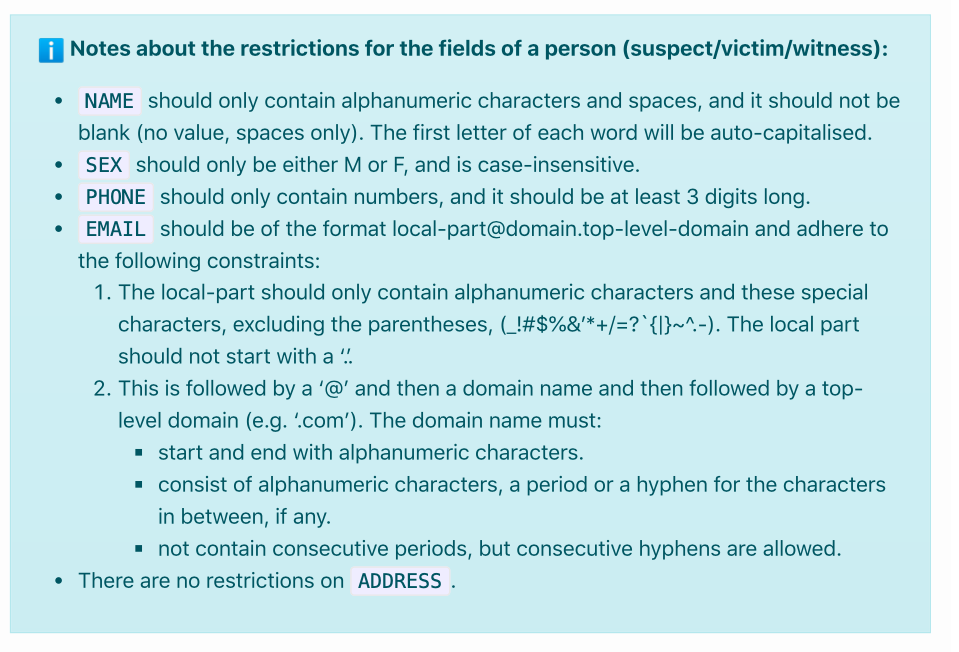 ℹ️ Notes about the restrictions for the fields of a person (suspect/victim/witness):
• NAME should only contain alphanumeric characters and spaces, and it should not be
blank (no value, spaces only). The first letter of each word will be auto-capitalised.
• SEX should only be either M or F, and is case-insensitive.
• PHONE should only contain numbers, and it should be at least 3 digits long.
• EMAIL should be of the format local-part@domain.top-level-domain and adhere to
the following constraints:
1. The local-part should only contain alphanumeric characters and these special
characters, excluding the parentheses, (_!#$%&’*+/=?`{|}~^.-). The local part
should not start with a ‘.’.
2. This is followed by a ‘@’ and then a domain name and then followed by a top-
level domain (e.g. ‘.com’). The domain name must:
▪ start and end with alphanumeric characters.
▪ consist of alphanumeric characters, a period or a hyphen for the characters
in between, if any.
▪ not contain consecutive periods, but consecutive hyphens are allowed.
• There are no restrictions on ADDRESS.